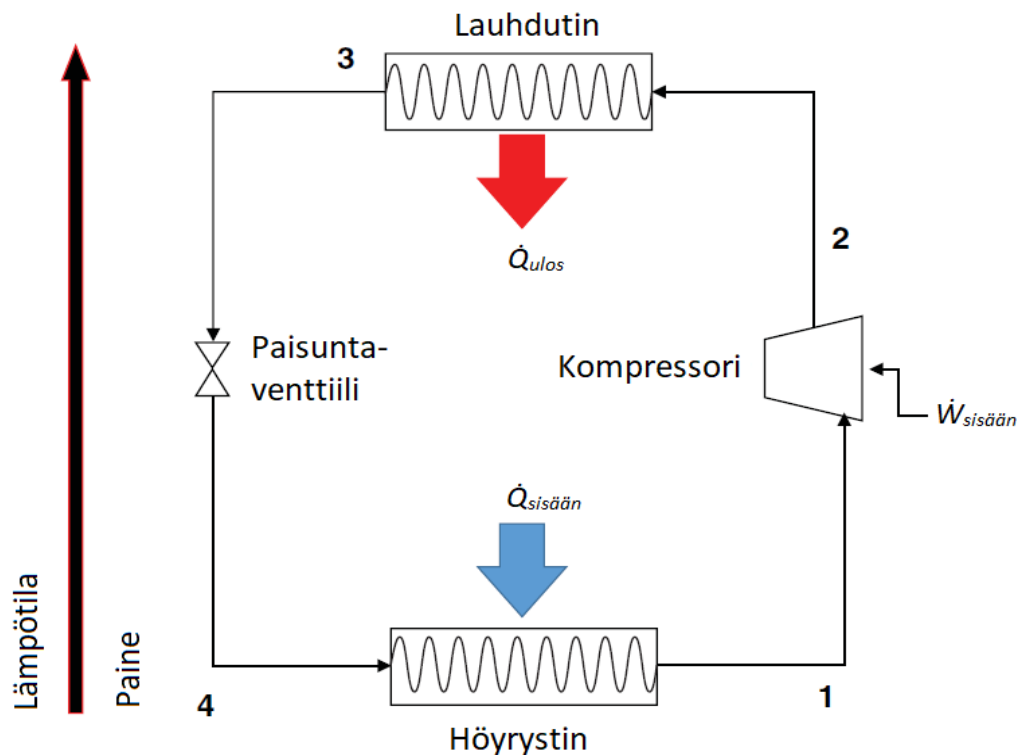 Lauhdutin
3
Q̇ulos
2
Paisunta-
venttiili
Kompressori
Ẇsisään
Q̇sisään
Lämpötila
Paine
4
1
Höyrystin